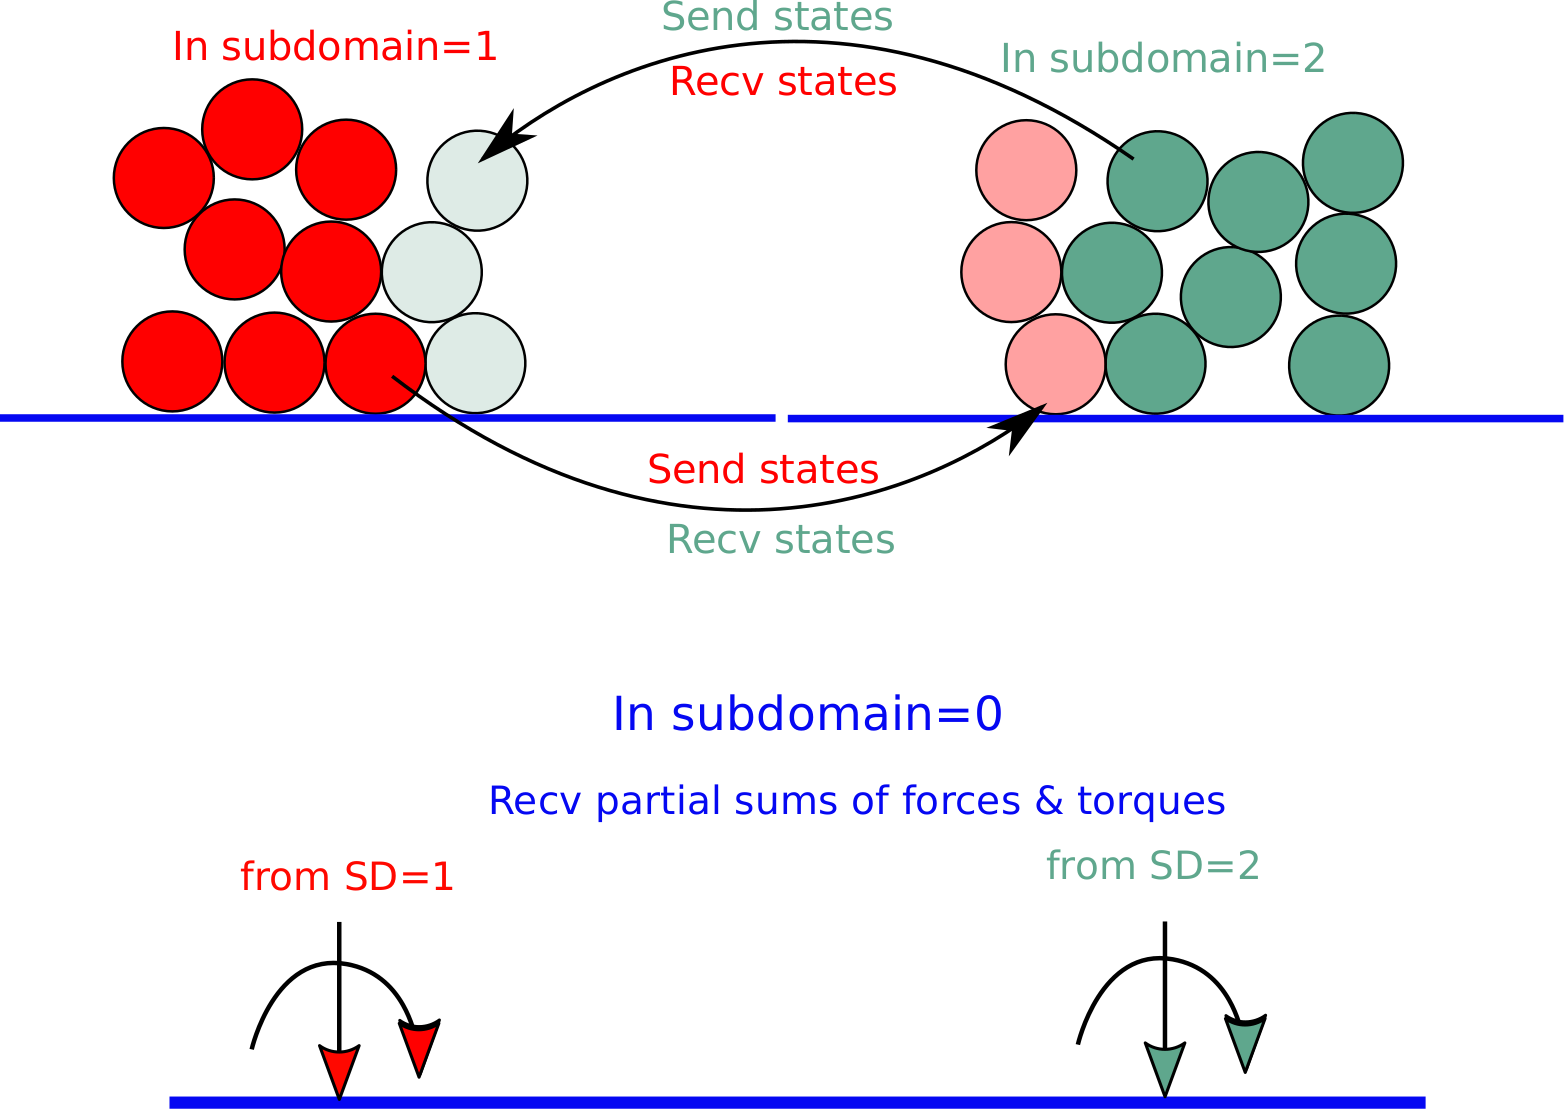 Send states
In subdomain=1
In subdomain=2
Recv states
Send states
Recv states
In subdomain=0
Recv partial sums of forces & torques
from SD=1
from SD=2